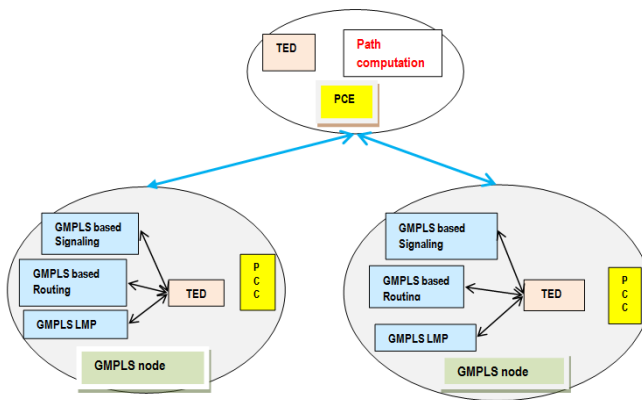 TED
Path
computation
PCE
GMPLS based
Signaling
GMPLS based
Routing
GMPLS LMP
TED
P
C
C
GMPLS node
GMPLS based
Signaling
GMPLS based
Routing
GMPLS LMP
TED
P
C
C
GMPLS node